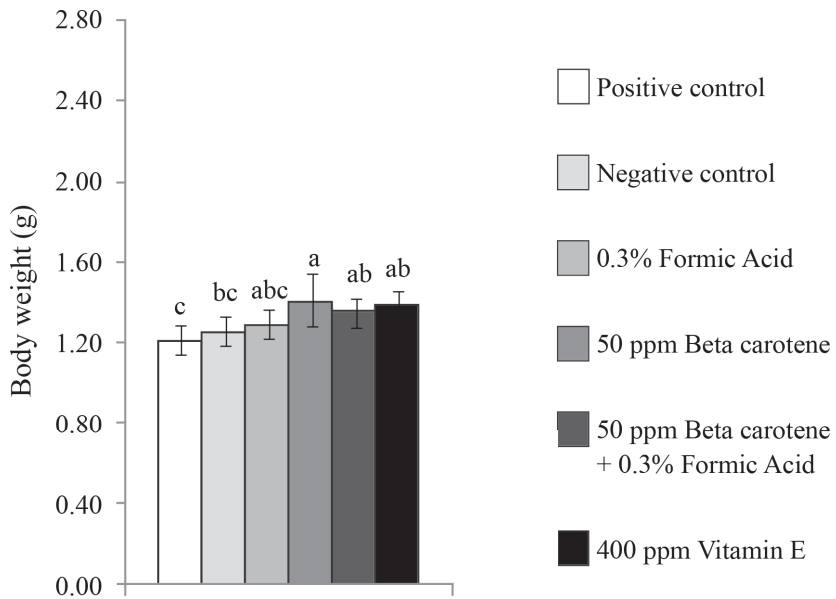 2.80
2.40
2.00
1.60
1.20
0.80
0.40
0.00
Body weight (g)
c
bc
abc
a
ab
ab
Positive control
Negative control
0.3% Formic Acid
50 ppm Beta carotene
50 ppm Beta carotene
+ 0.3% Formic Acid
400 ppm Vitamin E